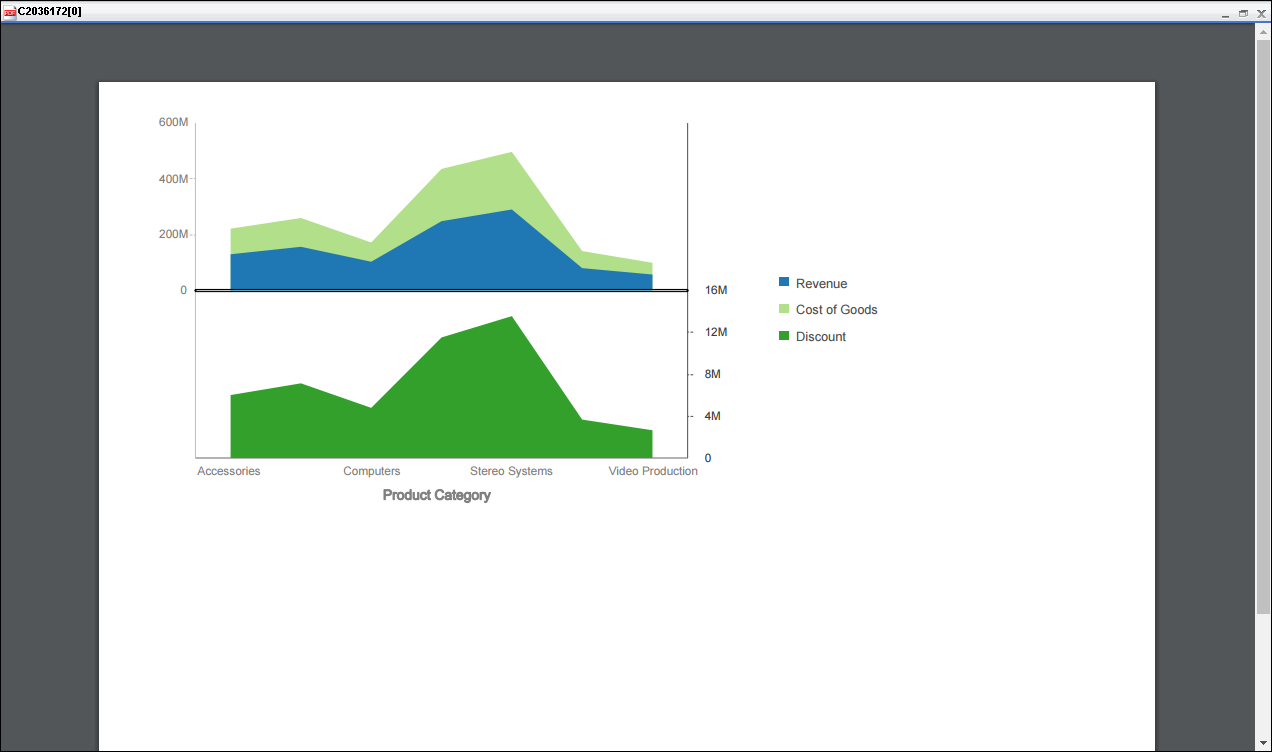 C2036172[0]
600M
400M
200M
0
16M
12M
8M
4M
0
Accessories Computers Stereo Systems Video Production
Product Category
Revenue
Cost of Goods
Discount